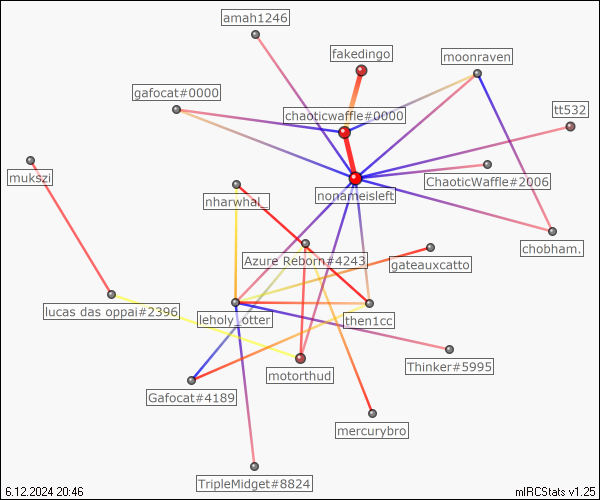 amah1246
fakedingo
moonraven
gafocat#0000
chaoticwaffle#0000
tt532
mukszi
ChaoticWaffle#2006
nharwhal_
nonameisleft
chobham.
Azure Reborn#4243
gateauxcatto
lucas das oppai#2396
leholy_otter
then1cc
motorthud
Thinker#5995
Gafocat#4189
mercurybro
TripleMidget#8824
6.12.2024 20:46
mIRCStats v1.25